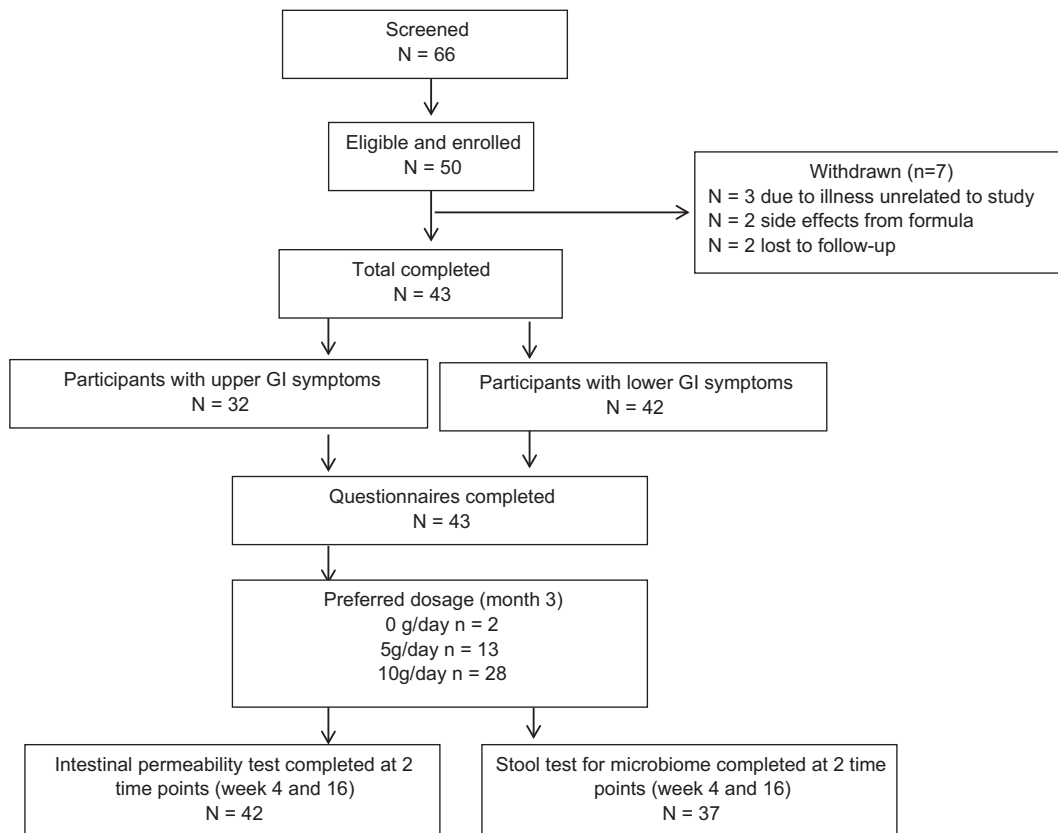 Screened
N = 66
Eligible and enrolled
N = 50
Withdrawn (n=7)
N = 3 due to illness unrelated to study
N = 2 side effects from formula
N = 2 lost to follow-up
Total completed
N = 43
Participants with upper GI symptoms
N = 32
Participants with lower GI symptoms
N = 42
Questionnaires completed
N = 43
Preferred dosage (month 3)
0 g/day n = 2
5g/day n = 13
10g/day n = 28
Intestinal permeability test completed at 2
time points (week 4 and 16)
N = 42
Stool test for microbiome completed at 2 time
points (week 4 and 16)
N = 37